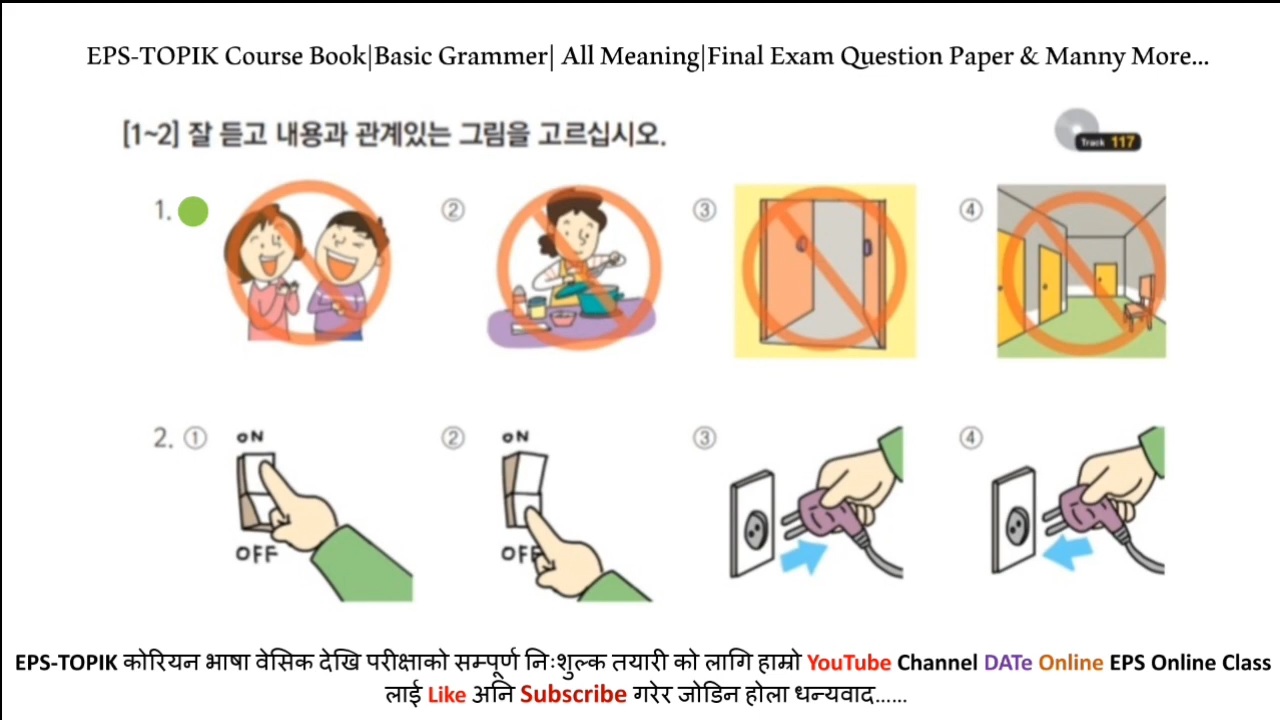 EPS-TOPIK Course Book|Basic Grammer| All Meaning|Final Exam Question Paper & Manny More...
[1~2] 잘 듣고 내용과 관계있는 그림을 고르십시오.
Track 117
1. ② ③ ④
2. ① ② ③ ④
ON ON
OFF OFF
EPS-TOPIK कोरियन भाषा वेसिक देखि परीक्षाको सम्पूर्ण निःशुल्क तयारी को लागि हाम्रो YouTube Channel DATe Online EPS Online Class
लाई Like अनि Subscribe गरेर जोडिन होला धन्यवाद......